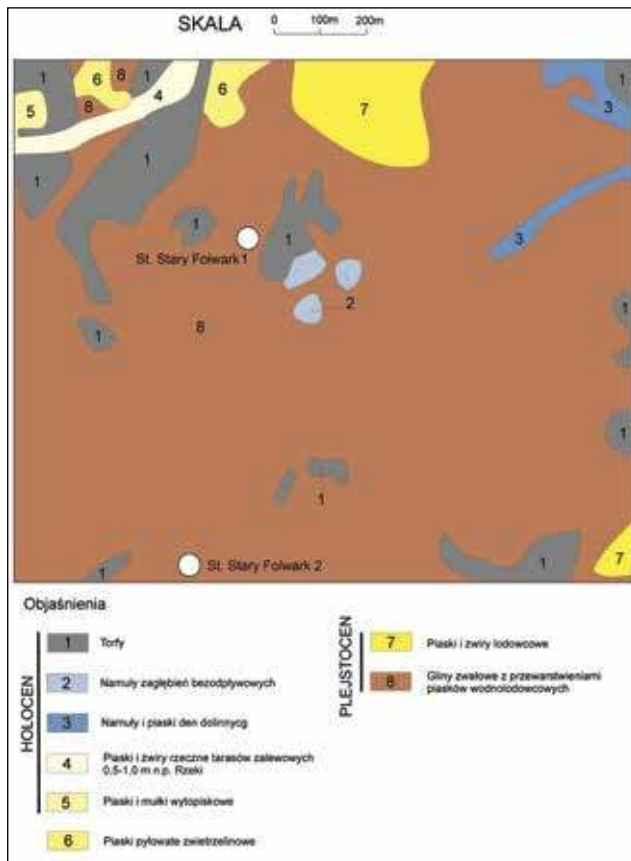 SKALA
0 100m 200m
1
6
8
1
4
6
7
1
3
5
8
1
1
1
1
St. Stary Folwark 1
3
2
1
8
1
1
1
1
St. Stary Folwark 2
1
7
Objaśnienia
HOLOCEN
1 Torfy
2 Namuły zagłębień bezodpływowych
3 Namuły i piaski den dolinnycg
4 Piaski i żwiry rzeczne tarasów zalewowych
0,5-1,0 m n.p. Rzeki
5 Piaski i mułki wytopiskowe
6 Piaski pyłowate zwietrzelinowe
PLEJSTOCEN
7 Piaski i żwiry lodowcowe
8 Gliny zwałowe z przewarstwieniami
piasków wodnolodowcowych